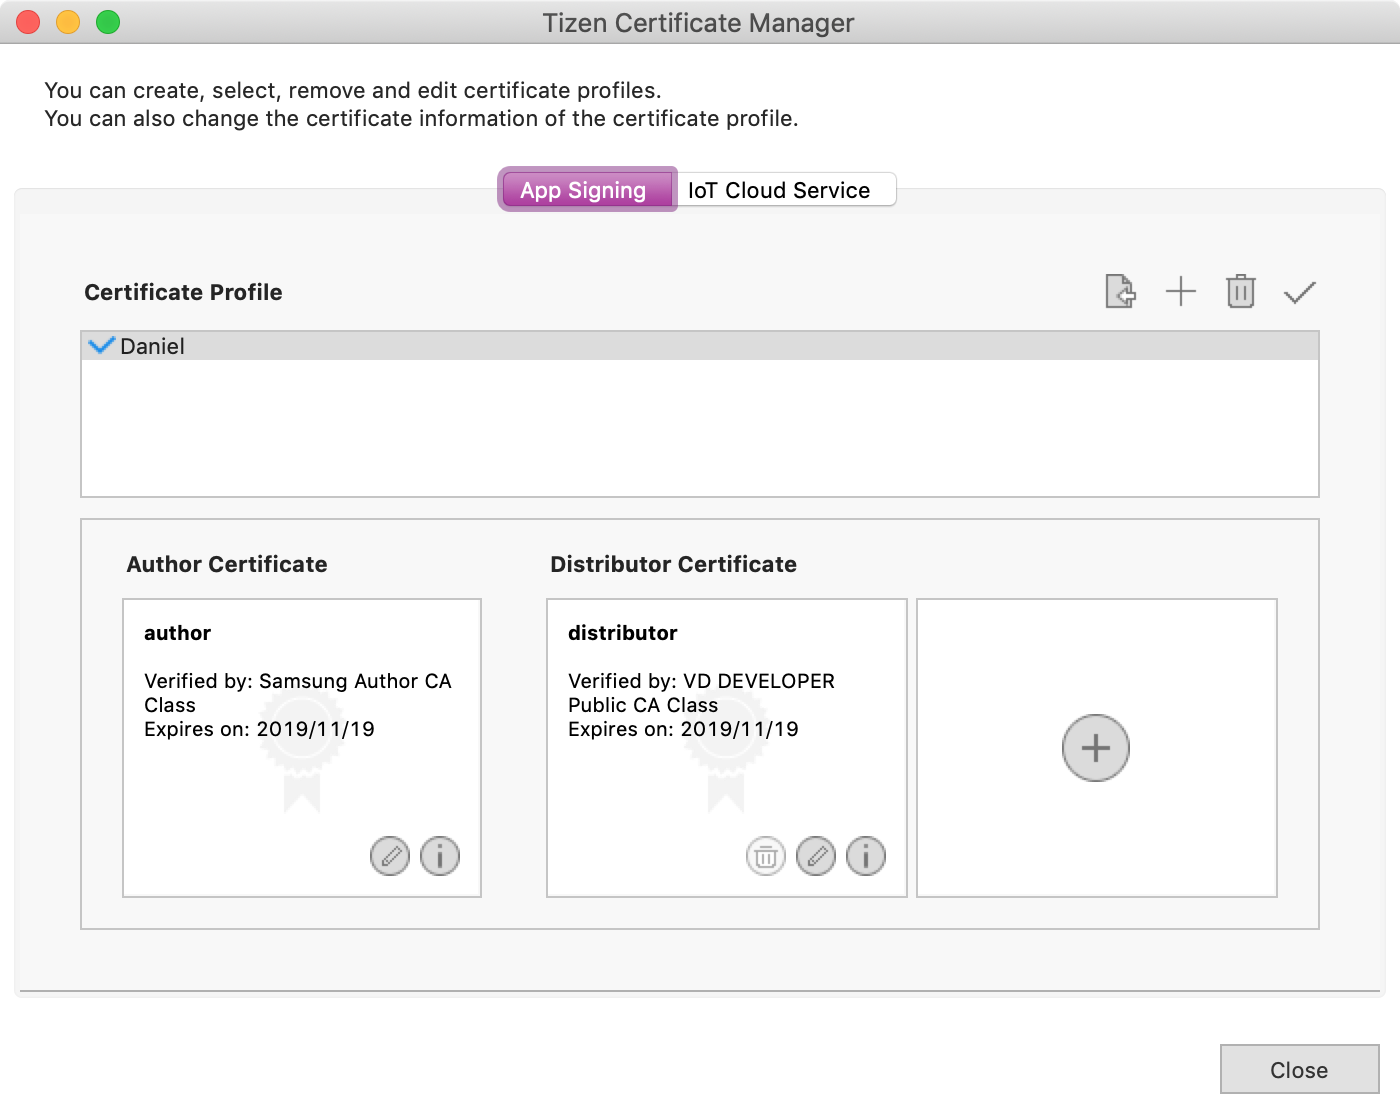 Tizen Certificate Manager
You can create, select, remove and edit certificate profiles.
You can also change the certificate information of the certificate profile.
App Signing
IoT Cloud Service
Certificate Profile
Daniel
Author Certificate
Distributor Certificate
author
Verified by: Samsung Author CA
Class
Expires on: 2019/11/19
distributor
Verified by: VD DEVELOPER
Public CA Class
Expires on: 2019/11/19
Close